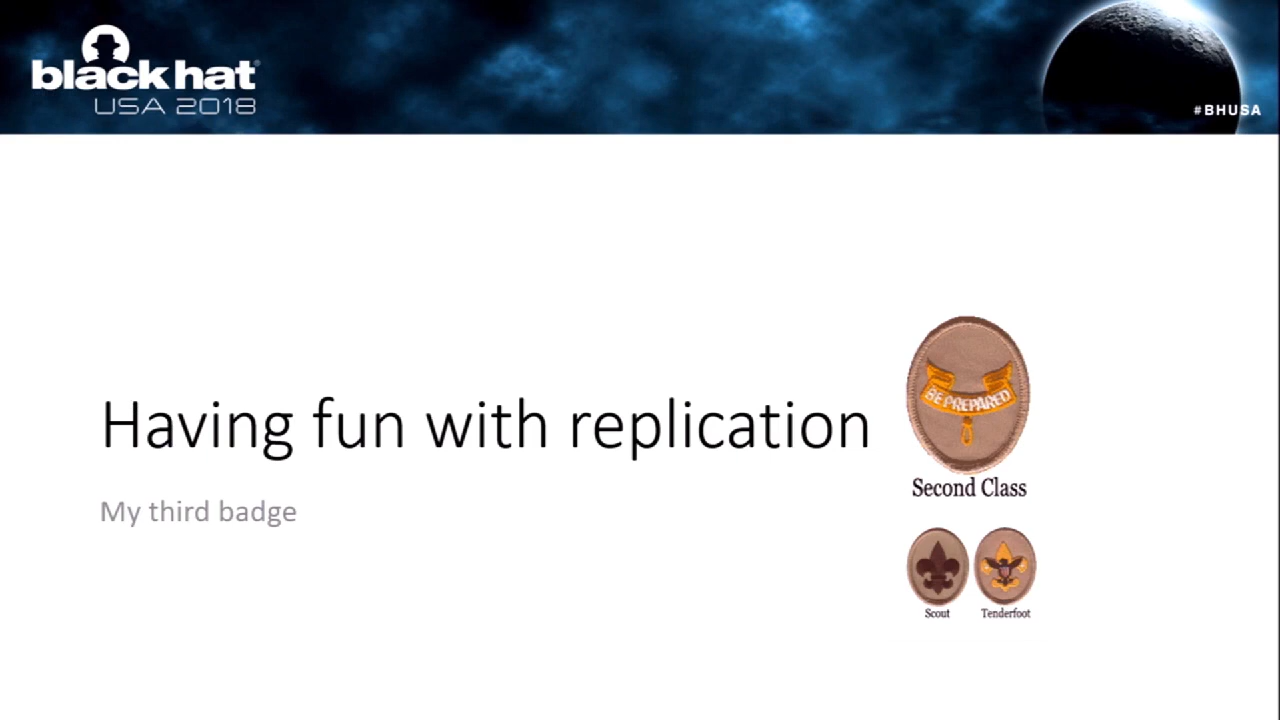 black hat®
USA 2018
#BHUSA
Having fun with replication
My third badge
BE PREPARED
Second Class
Scout
Tenderfoot